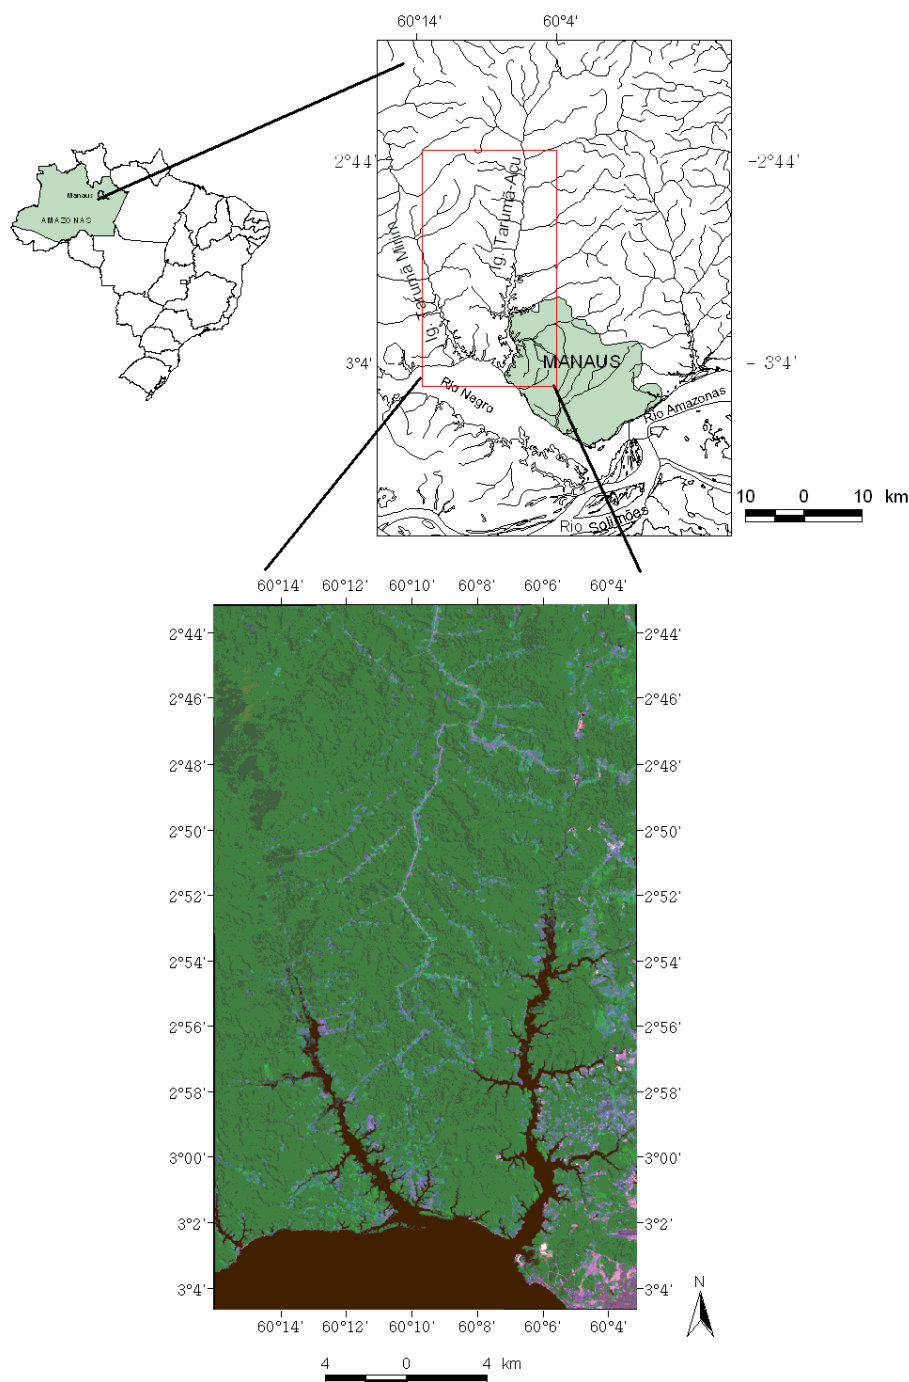 60°14' 60°4'
2°44' -2°44'
Manaus
AMAZONAS
Ig. Tarumã-Açu
Ig. Tarumã Mirim
3°4' MANAUS - 3°4'
Rio Negro
Rio Amazonas
10 0 10 km
Rio Solimões
60°14' 60°12' 60°10' 60°8' 60°6' 60°4'
2°44' 2°44'
2°46' 2°46'
2°48' 2°48'
2°50' 2°50'
2°52' 2°52'
2°54' 2°54'
2°56' 2°56'
2°58' 2°58'
3°00' 3°00'
3°2' 3°2'
3°4' 3°4'
N
60°14' 60°12' 60°10' 60°8' 60°6' 60°4'
4 0 4 km